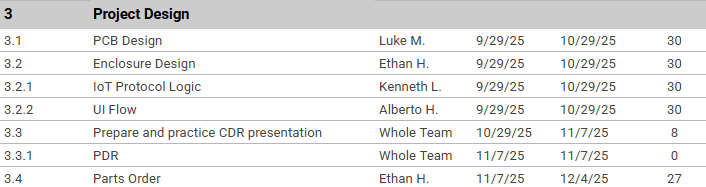 3 Project Design
3.1 PCB Design Luke M. 9/29/25 10/29/25 30
3.2 Enclosure Design Ethan H. 9/29/25 10/29/25 30
3.2.1 IoT Protocol Logic Kenneth L. 9/29/25 10/29/25 30
3.2.2 UI Flow Alberto H. 9/29/25 10/29/25 30
3.3 Prepare and practice CDR presentation Whole Team 10/29/25 11/7/25 8
3.3.1 PDR Whole Team 11/7/25 11/7/25 0
3.4 Parts Order Ethan H. 11/7/25 12/4/25 27